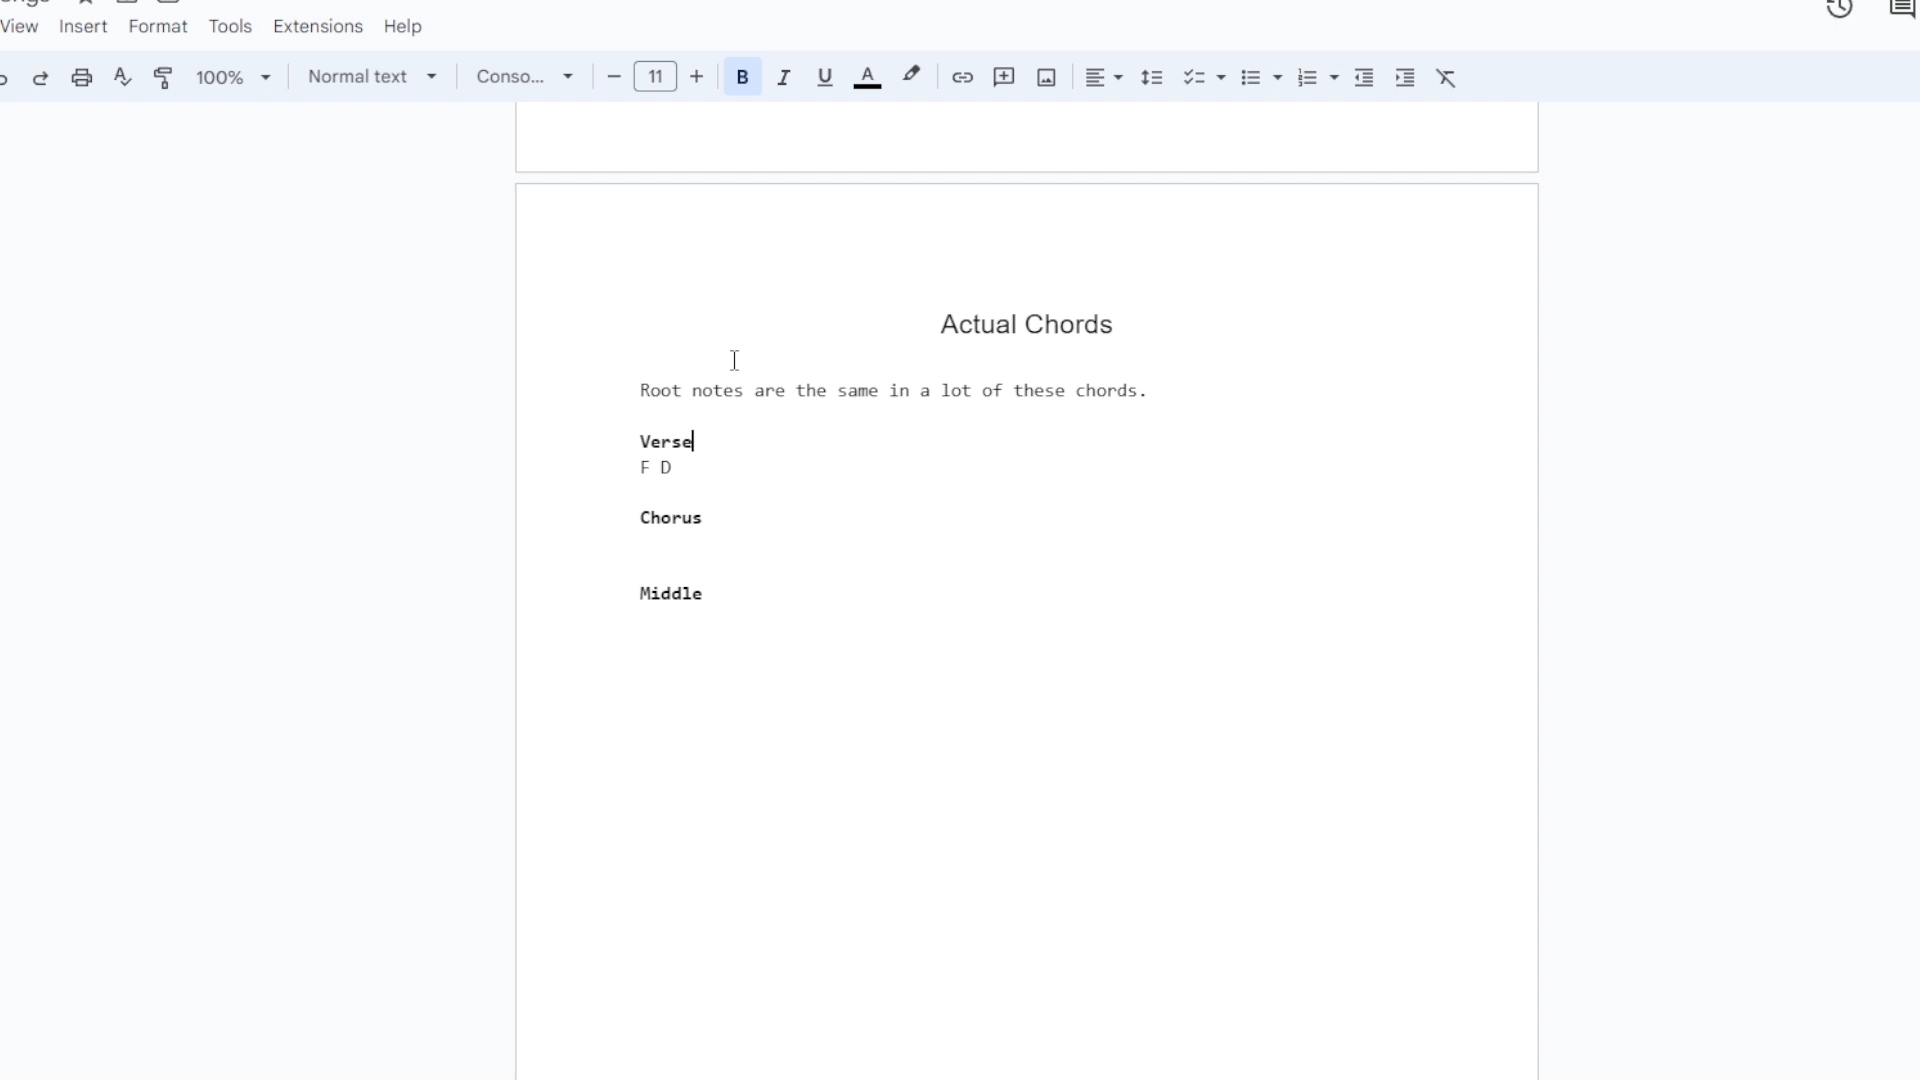 View Insert Format Tools Extensions Help
100% Normal text Conso... 11 B I U A
Actual Chords
Root notes are the same in a lot of these chords.
Verse
F D
Chorus
Middle